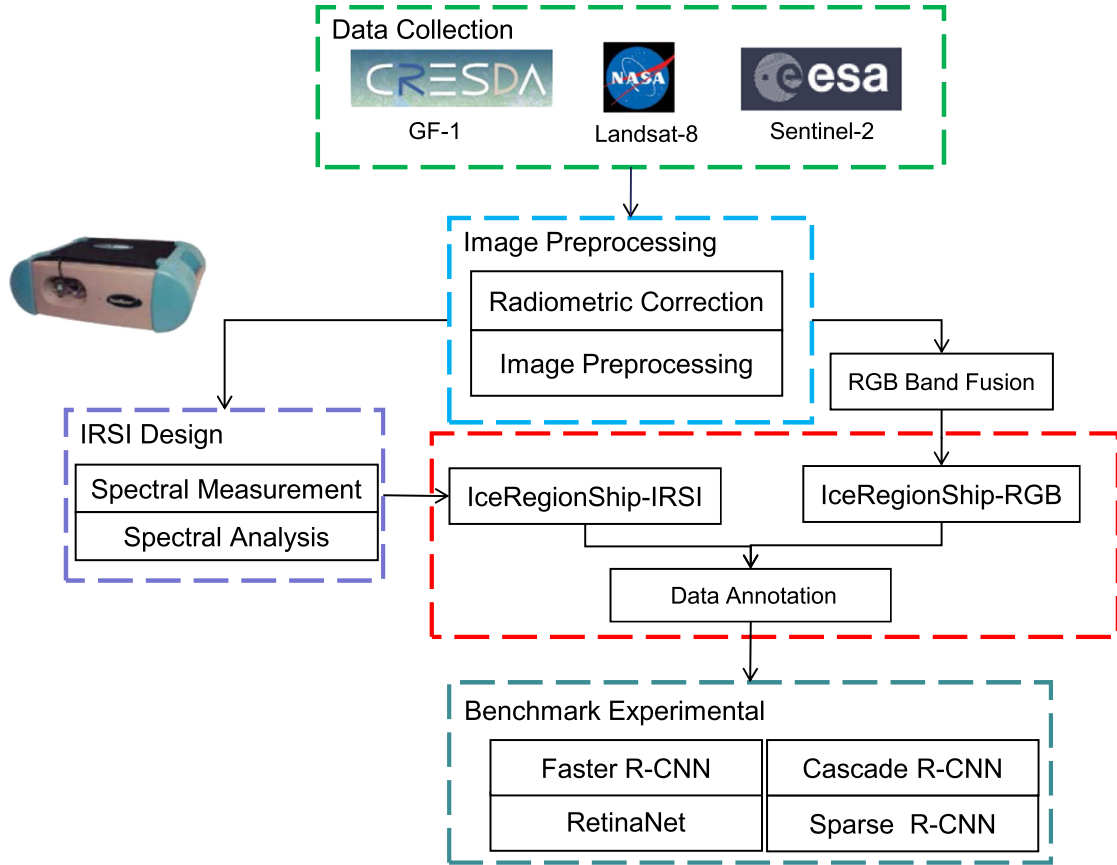 Data Collection
CRESDA
NASA
esa
GF-1
Landsat-8
Sentinel-2
Image Preprocessing
Radiometric Correction
Image Preprocessing
RGB Band Fusion
IRSI Design
Spectral Measurement
Spectral Analysis
IceRegionShip-IRSI
IceRegionShip-RGB
Data Annotation
Benchmark Experimental
Faster R-CNN
Cascade R-CNN
RetinaNet
Sparse R-CNN